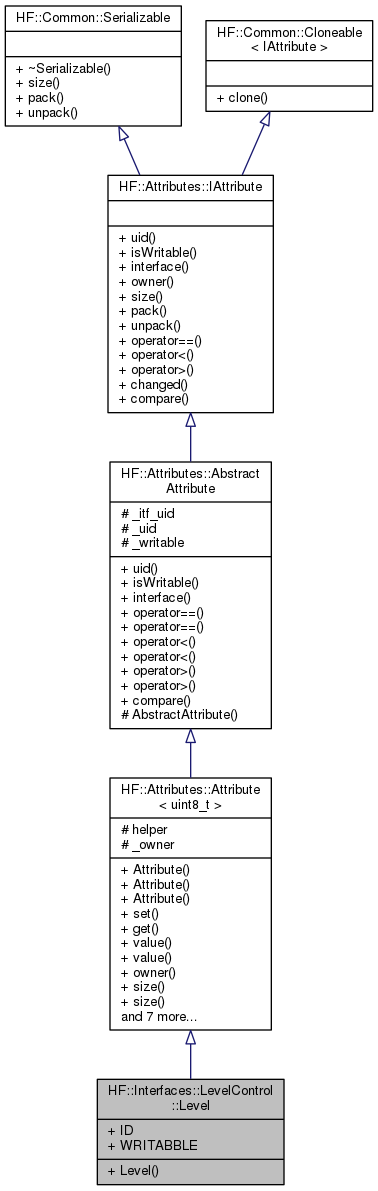 HF::Common::Serializable
+ ~Serializable()
+ size()
+ pack()
+ unpack()
HF::Common::Cloneable
< IAttribute >
+ clone()
HF::Attributes::IAttribute
+ uid()
+ isWritable()
+ interface()
+ owner()
+ size()
+ pack()
+ unpack()
+ operator==()
+ operator<()
+ operator>()
+ changed()
+ compare()
HF::Attributes::Abstract
Attribute
# _itf_uid
# _uid
# _writable
+ uid()
+ isWritable()
+ interface()
+ operator==()
+ operator==()
+ operator<()
+ operator<()
+ operator>()
+ operator>()
+ compare()
# AbstractAttribute()
HF::Attributes::Attribute
< uint8_t >
# helper
# _owner
+ Attribute()
+ Attribute()
+ Attribute()
+ set()
+ get()
+ value()
+ value()
+ owner()
+ size()
+ size()
and 7 more...
HF::Interfaces::LevelControl
::Level
+ ID
+ WRITABBLE
+ Level()